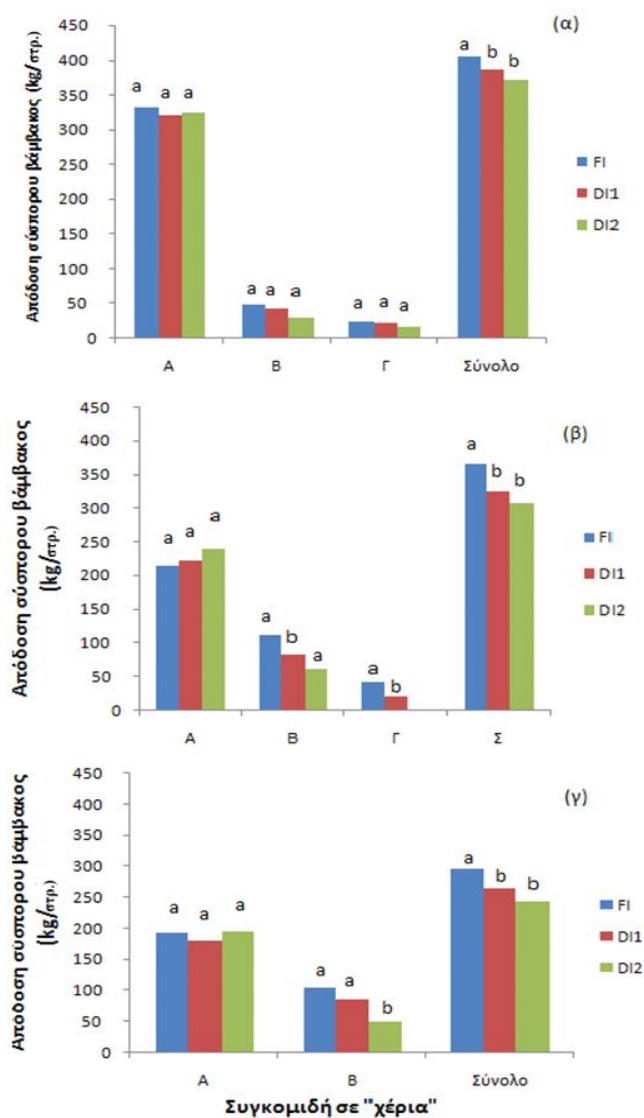 (α)
Απόδοση σύσπορου βάμβακος (kg/στρ.)
450
400
350
300
250
200
150
100
50
0
a a a
a a a
a a a
a b b
FI
DI1
DI2
Α Β Γ Σύνολο
(β)
Απόδοση σύσπορου βάμβακος
(kg/στρ.)
450
400
350
300
250
200
150
100
50
0
a a a
a b a
a b
a b b
FI
DI1
DI2
Α Β Γ Σ
(γ)
Απόδοση σύσπορου βάμβακος
(kg/στρ.)
450
400
350
300
250
200
150
100
50
0
a a a
a a b
a b b
FI
DI1
DI2
Α Β Σύνολο
Συγκομιδή σε "χέρια"